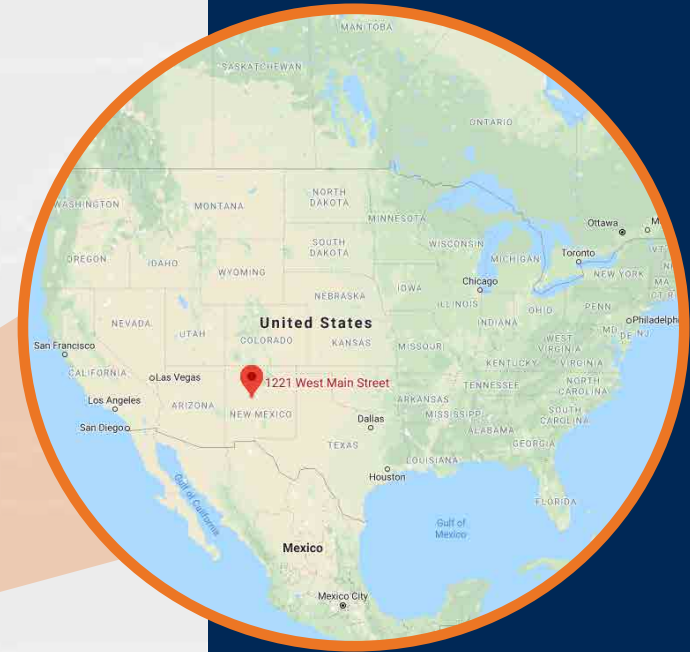 MANITOBA
SASKATCHEWAN
ONTARIO
WASHINGTON
MONTANA
NORTH
DAKOTA
MINNESOTA
Ottawa
OREGON
IDAHO
SOUTH
DAKOTA
WISCONSIN
MICHIGAN
Toronto
VT
WYOMING
NEW YORK
MA
NEBRASKA
IOWA
Chicago
ILLINOIS
INDIANA
OHIO
PENN
Philadelph
NEVADA
UTAH
United States
COLORADO
KANSAS
MISSOURI
WEST
VIRGINIA
MD
DE
NJ
San Francisco
CALIFORNIA
Las Vegas
1221 West Main Street
KENTUCKY
VIRGINIA
Los Angeles
ARIZONA
NEW MEXICO
TENNESSEE
NORTH
CAROLINA
ARKANSAS
MISSISSIPPI
SOUTH
CAROLINA
San Diego
Dallas
ALABAMA
GEORGIA
TEXAS
LOUISIANA
Houston
FLORIDA
Gulf of California
Gulf of
Mexico
Mexico
Mexico City